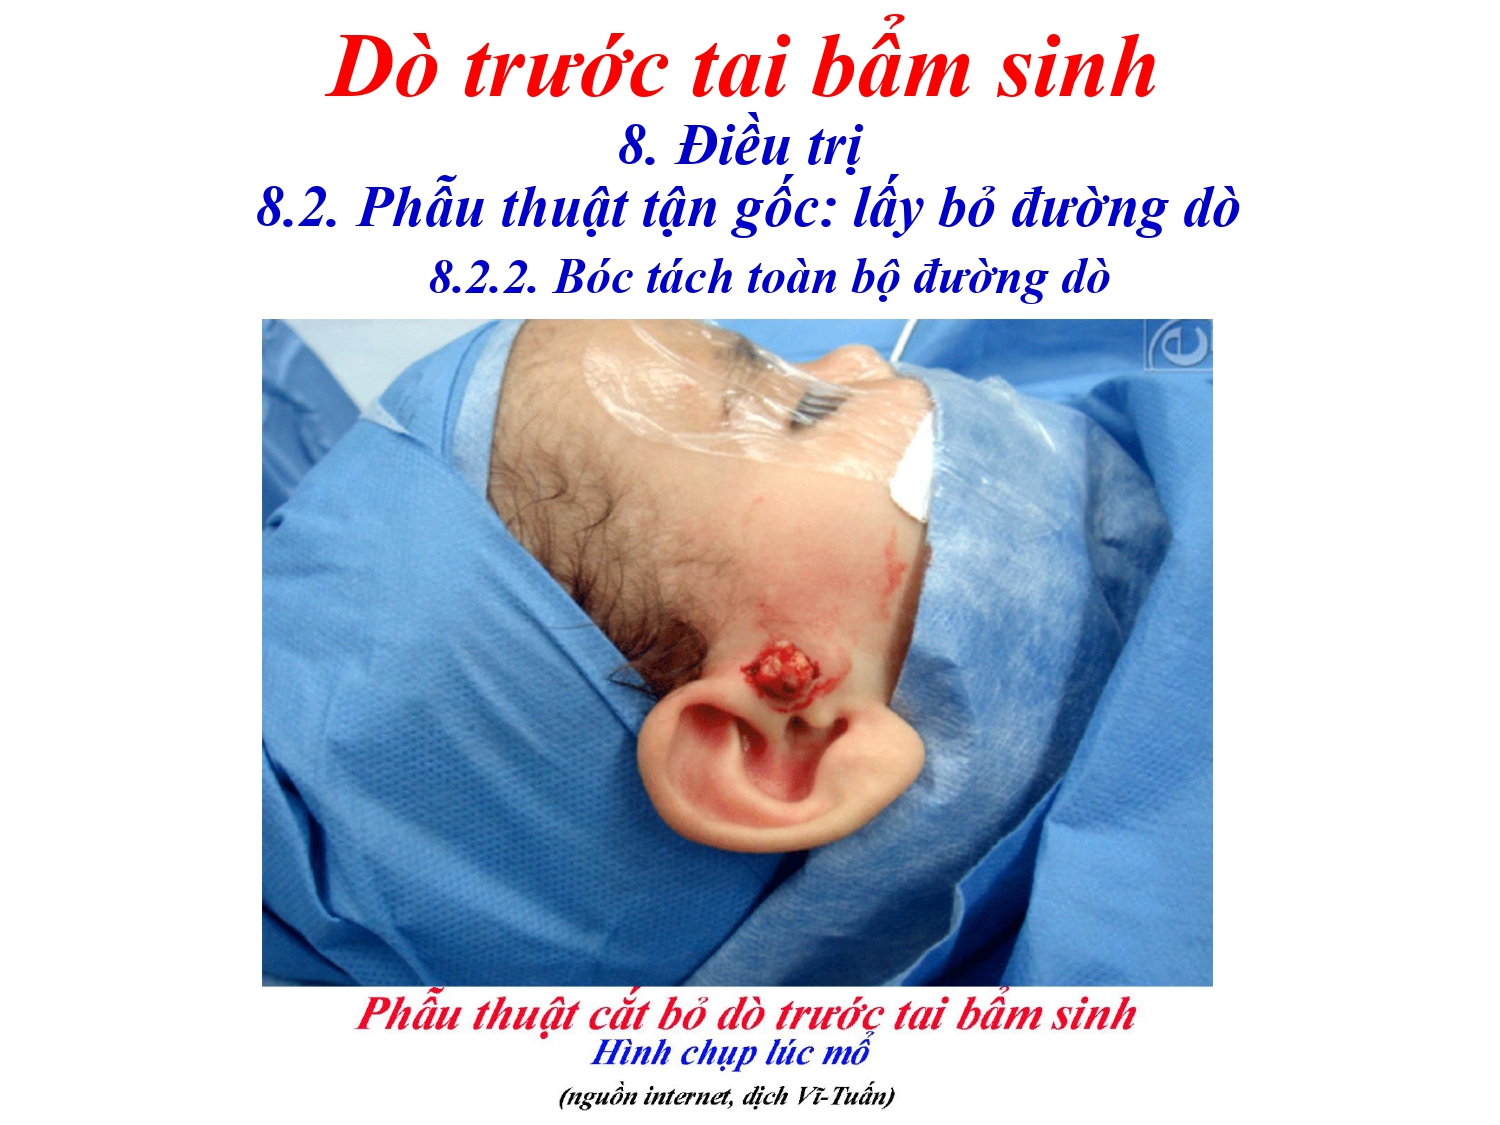 Dò trước tai bẩm sinh
8. Điều trị
8.2. Phẫu thuật tận gốc: lấy bỏ đường dò
8.2.2. Bóc tách toàn bộ đường dò
e
Phẫu thuật cắt bỏ dò trước tai bẩm sinh
Hình chụp lúc mổ
(nguồn internet, dịch Vĩ-Tuấn)